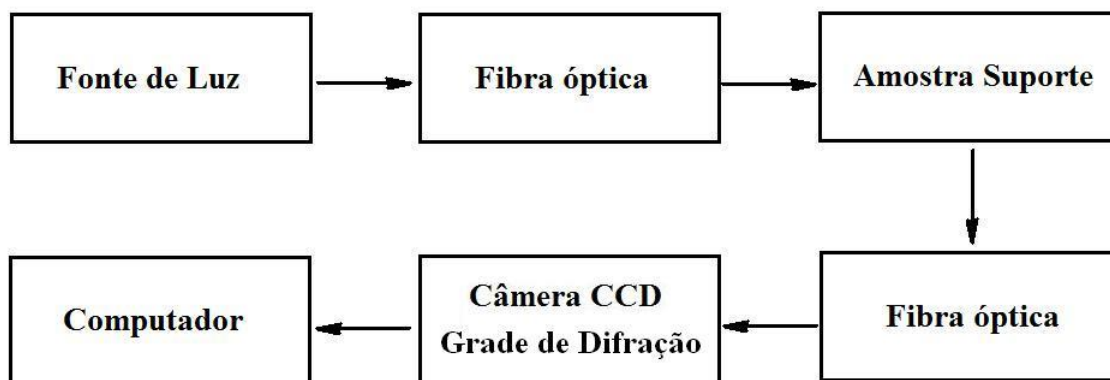 Fonte de Luz
Fibra óptica
Amostra Suporte
Fibra óptica
Câmera CCD
Grade de Difração
Computador